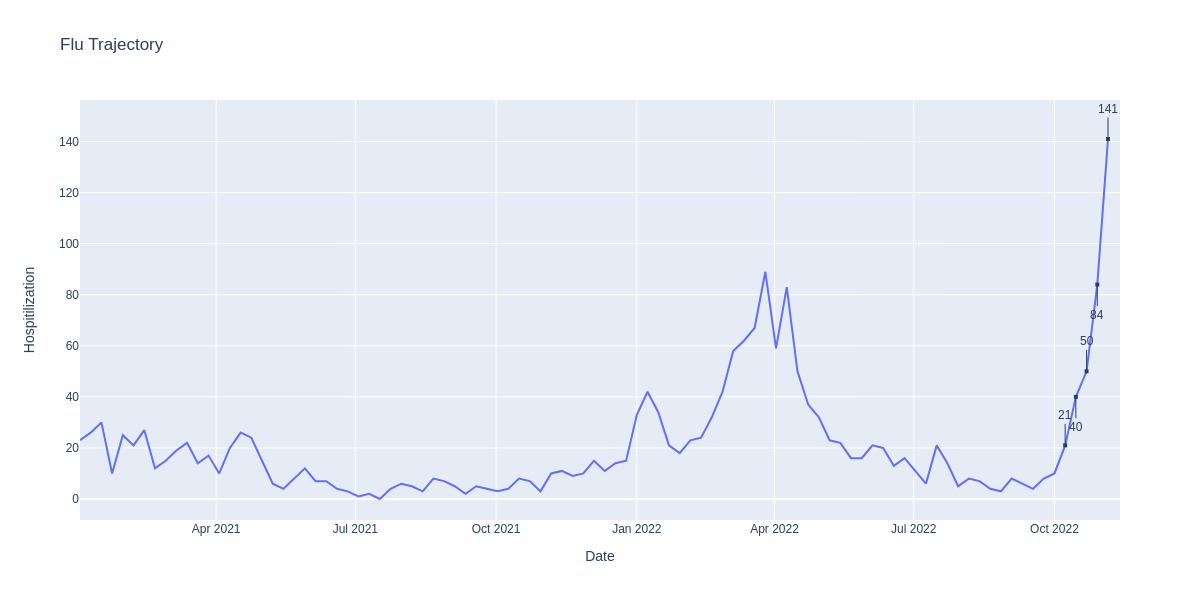 Flu Trajectory
141
140
120
100
80
84
60
50
40
21
40
20
0
Hospitilization
Apr 2021
Jul 2021
Oct 2021
Jan 2022
Apr 2022
Jul 2022
Oct 2022
Date